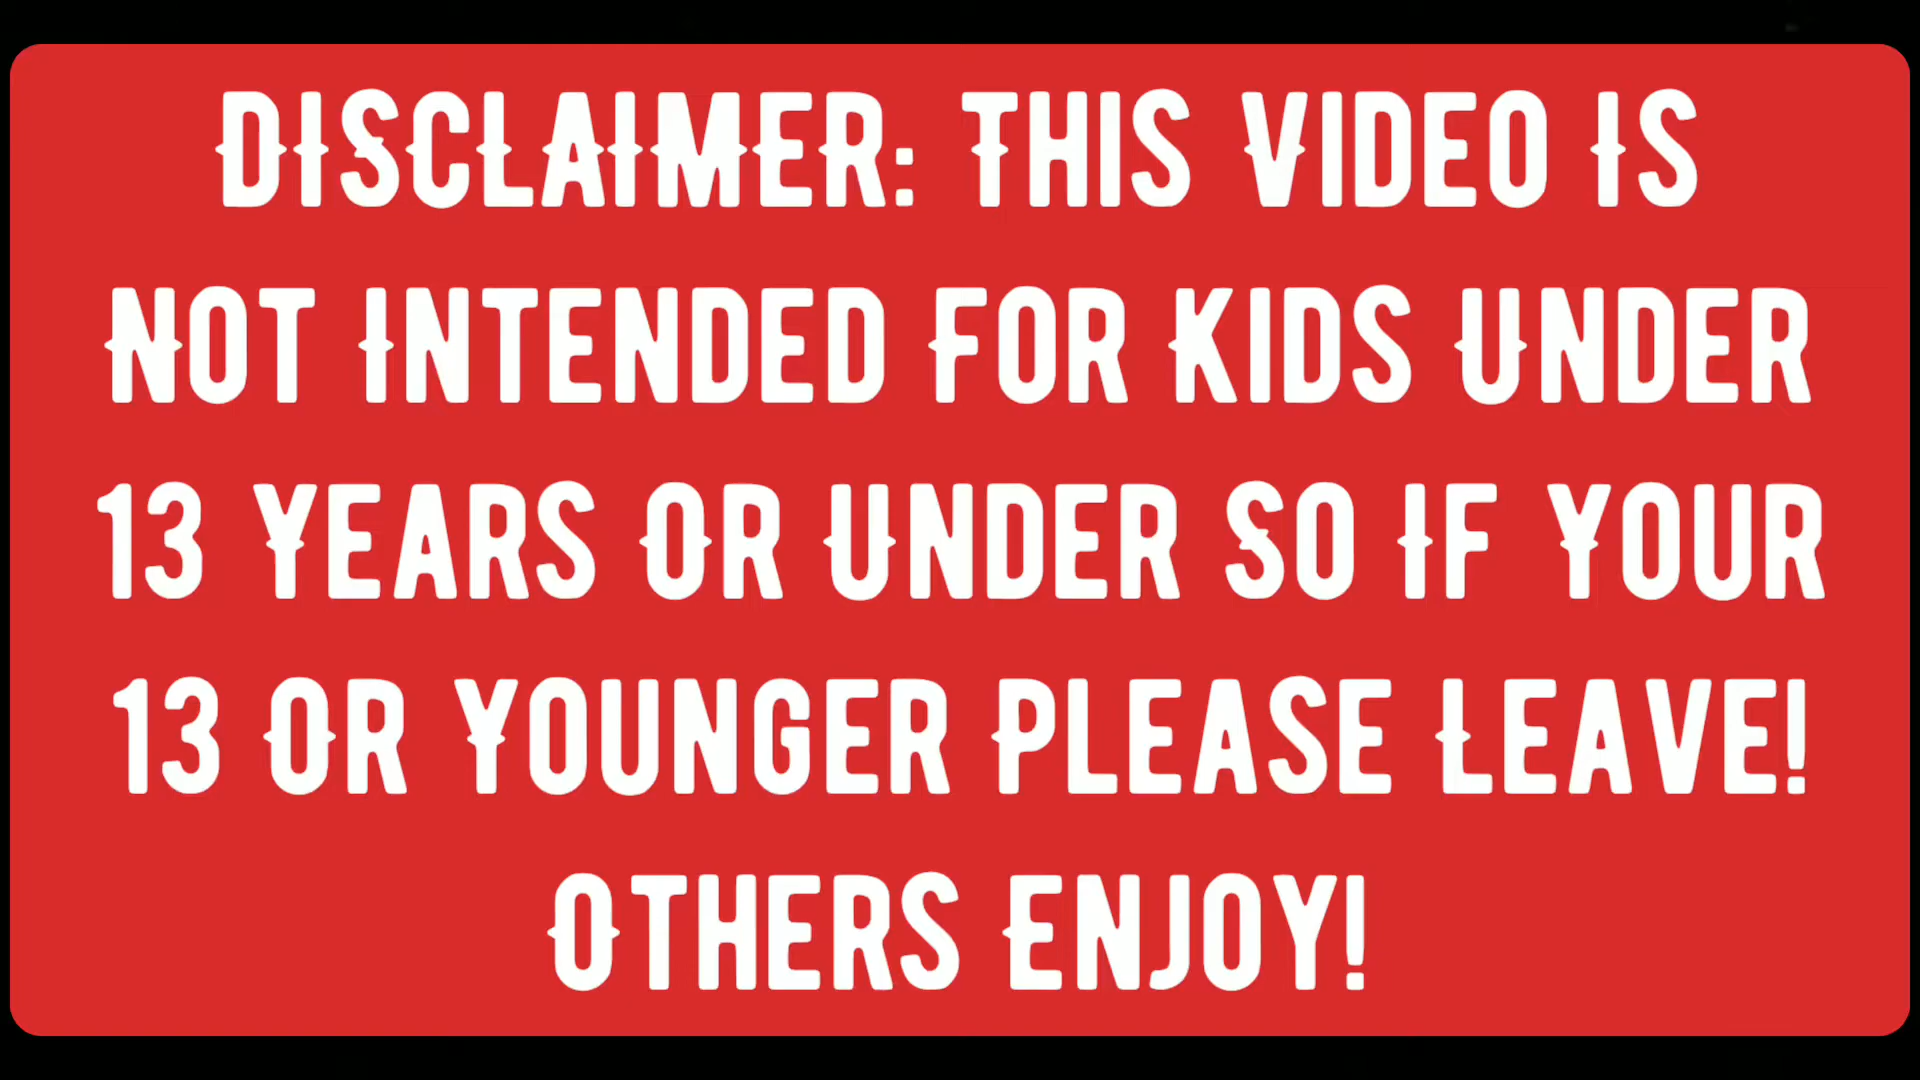 DISCLAIMER: THIS VIDEO IS
NOT INTENDED FOR KIDS UNDER
13 YEARS OR UNDER SO IF YOUR
13 OR YOUNGER PLEASE LEAVE!
OTHERS ENJOY!